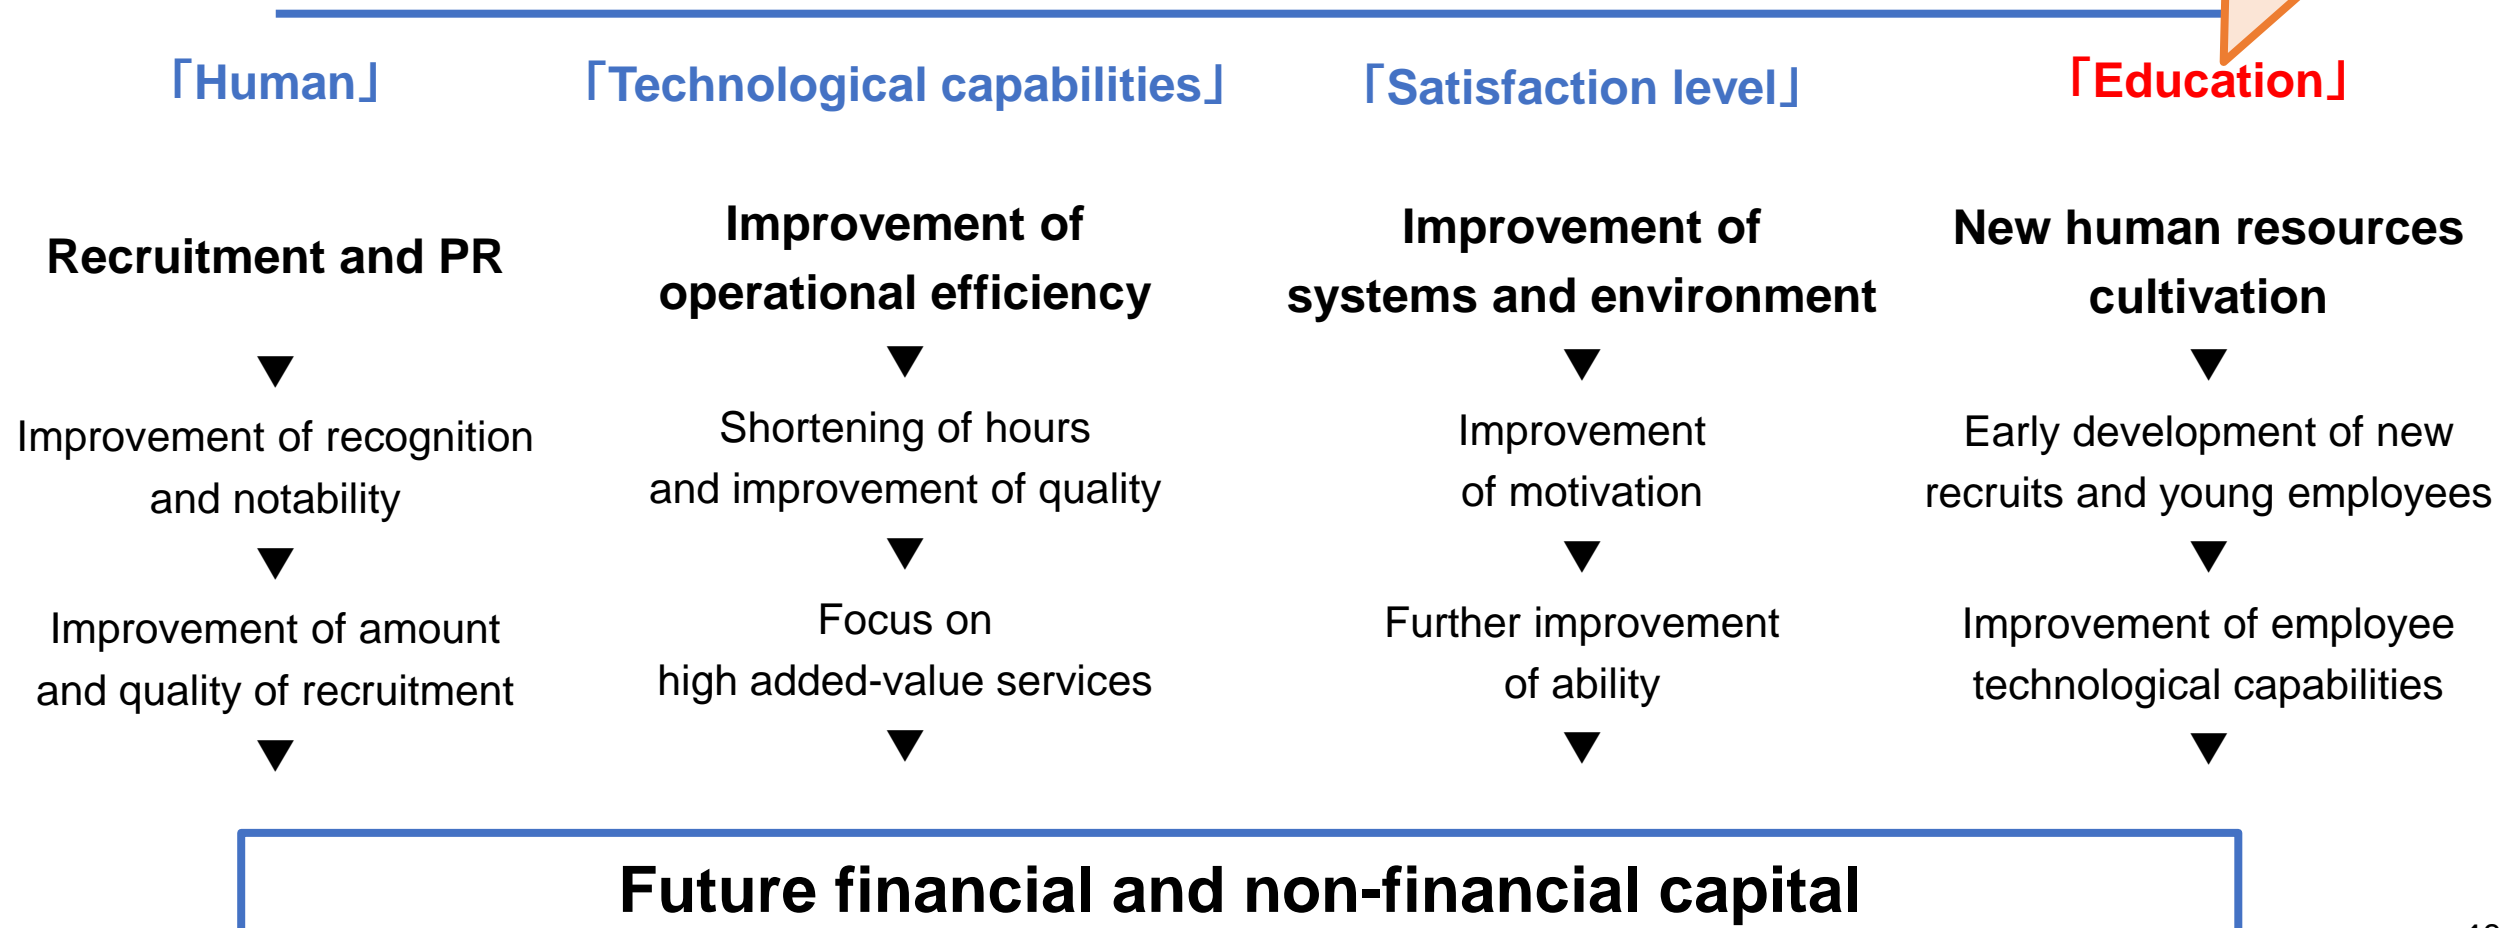 「Human」
「Technological capabilities」
「Satisfaction level」
「Education」
Recruitment and PR
▼
Improvement of recognition
and notability
▼
Improvement of amount
and quality of recruitment
▼
Improvement of
operational efficiency
▼
Shortening of hours
and improvement of quality
▼
Focus on
high added-value services
▼
Improvement of
systems and environment
▼
Improvement
of motivation
▼
Further improvement
of ability
▼
New human resources
cultivation
▼
Early development of new
recruits and young employees
▼
Improvement of employee
technological capabilities
▼
Future financial and non-financial capital